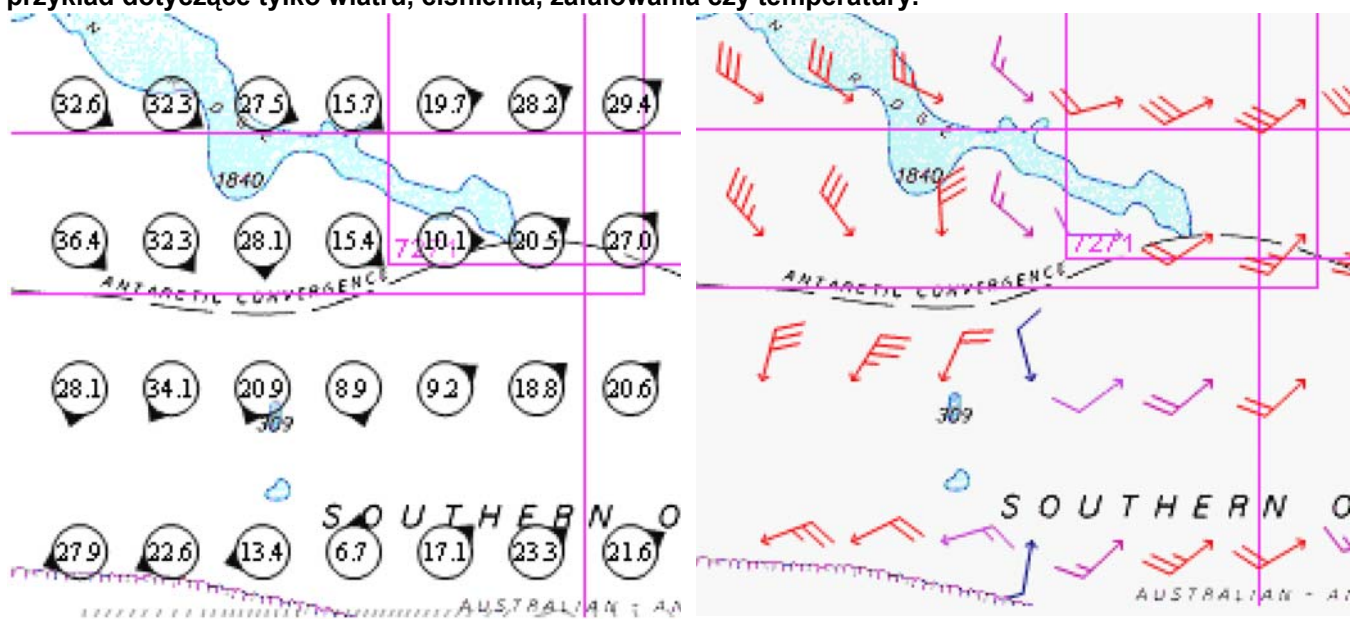 przykład dotyczące tylko wiatru, ciśnienia, zafalowania czy temperatury.
32.6 32.3 27.5 15.7 19.7 28.2 29.4
1840 1840
36.4 32.3 28.1 15.4 10.1 20.5 27.0
7271 7271
ANTARCTIC CONVERGENCE ANTARCTIC CONVERGENCE
28.1 34.1 20.9 8.9 9.2 18.8 20.6
309 309
SOUTHERN O SOUTHERN O
27.9 22.6 13.4 6.7 17.1 23.3 21.6
AUSTRALIAN - AN AUSTRALIAN - AN